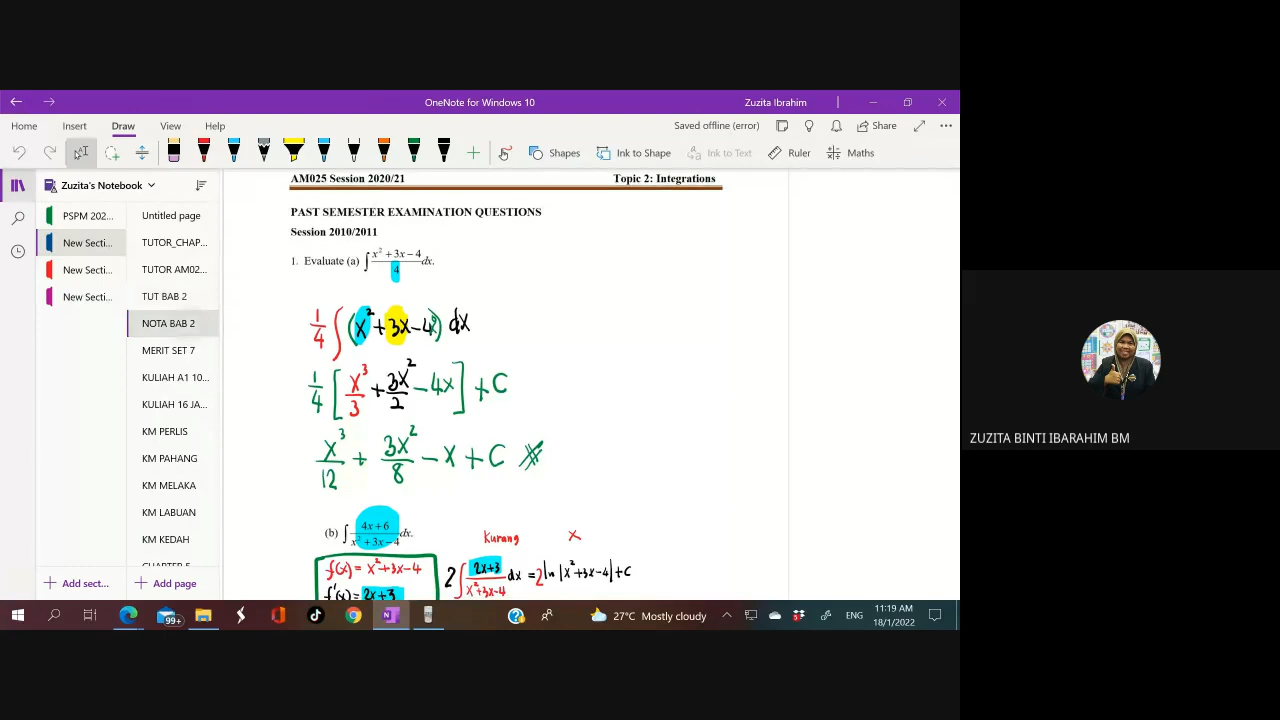 OneNote for Windows 10
Zuzita Ibrahim
Home Insert Draw View Help
Saved offline (error)
Share
Shapes Ink to Shape Ink to Text Ruler Maths
Zuzita's Notebook
PSPM 202...
New Secti...
New Secti...
New Secti...
Untitled page
TUTOR_CHAP...
TUTOR AM02...
TUT BAB 2
NOTA BAB 2
MERIT SET 7
KULIAH A1 10...
KULIAH 16 JA...
KM PERLIS
KM PAHANG
KM MELAKA
KM LABUAN
KM KEDAH
Add sect...
Add page
AM025 Session 2020/21 Topic 2: Integrations
PAST SEMESTER EXAMINATION QUESTIONS
Session 2010/2011
1. Evaluate (a) ∫ (x² + 3x − 4)/4 dx.
1/4 ∫ (x² + 3x − 4x⁰) dx
1/4 [x³/3 + 3x²/2 − 4x] + C
x³/12 + 3x²/8 − x + C
(b) ∫ (4x + 6)/(x² + 3x − 4) dx.
Kurang x
f(x) = x² + 3x − 4
f'(x) = 2x + 3
2 ∫ (2x+3)/(x²+3x−4) dx = 2 ln |x² + 3x − 4| + C
ZUZITA BINTI IBARAHIM BM
99+
27°C Mostly cloudy
ENG
11:19 AM
18/1/2022